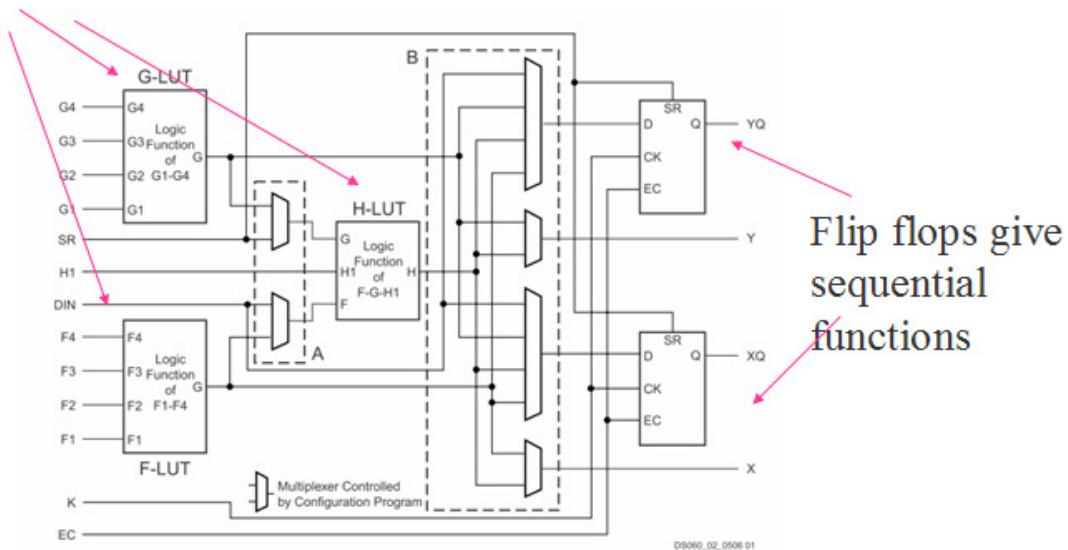 B
G-LUT
G4
G4
Logic
G3
G3
Function
G
G2
of
G2
G1-G4
G1
G1
H-LUT
SR
G
Logic
H1
H1
Function
H
of
F-G-H1
DIN
F
F4
F4
A
Logic
F3
F3
Function
G
F2
of
F2
F1-F4
F1
F1
F-LUT
Multiplexer Controlled
by Configuration Program
K
EC
SR
D
Q
YQ
CK
EC
Y
SR
D
Q
XQ
CK
EC
X
DS060_02_0506 01
Flip flops give
sequential
functions